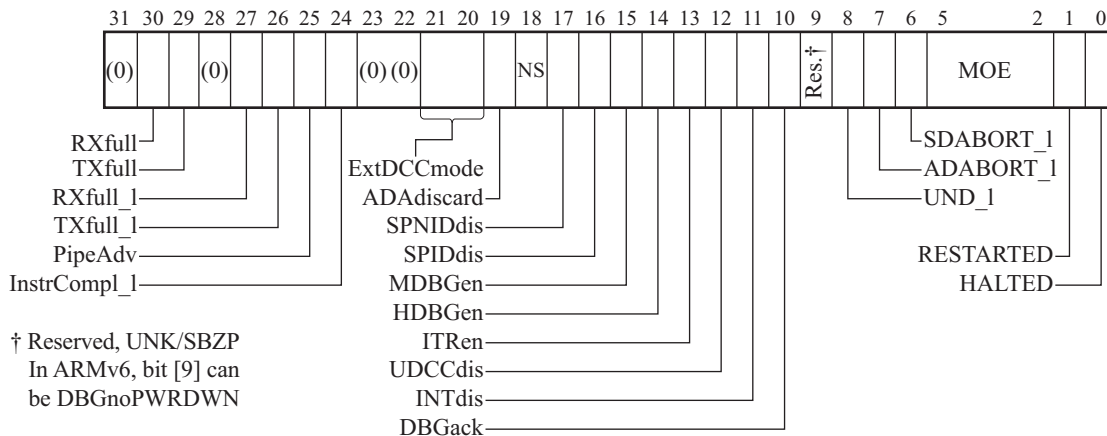 31 30 29 28 27 26 25 24 23 22 21 20 19 18 17 16 15 14 13 12 11 10 9 8 7 6 5 2 1 0
(0) (0) (0) (0) NS Res.† MOE
RXfull
TXfull
RXfull_l
TXfull_l
PipeAdv
InstrCompl_l
ExtDCCmode
ADAdiscard
SPNIDdis
SPIDdis
MDBGen
HDBGen
ITRen
UDCCdis
INTdis
DBGack
SDABORT_l
ADABORT_l
UND_l
RESTARTED
HALTED
† Reserved, UNK/SBZP
In ARMv6, bit [9] can
be DBGnoPWRDWN